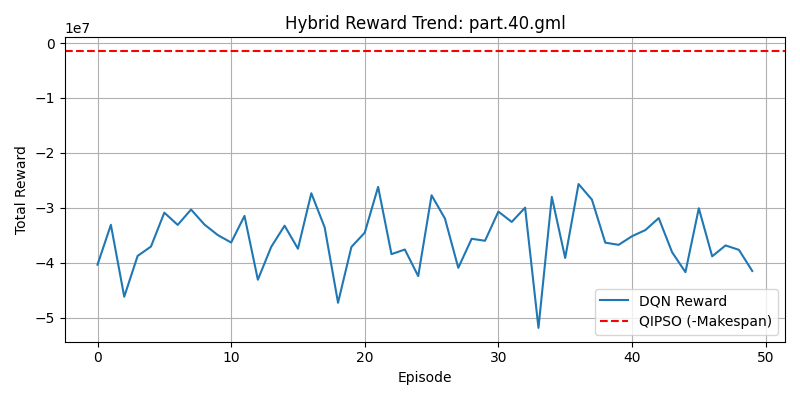 Hybrid Reward Trend: part.40.gml
1e7
0
−1
−2
−3
−4
−5
Total Reward
0 10 20 30 40 50
Episode
DQN Reward
QIPSO (-Makespan)